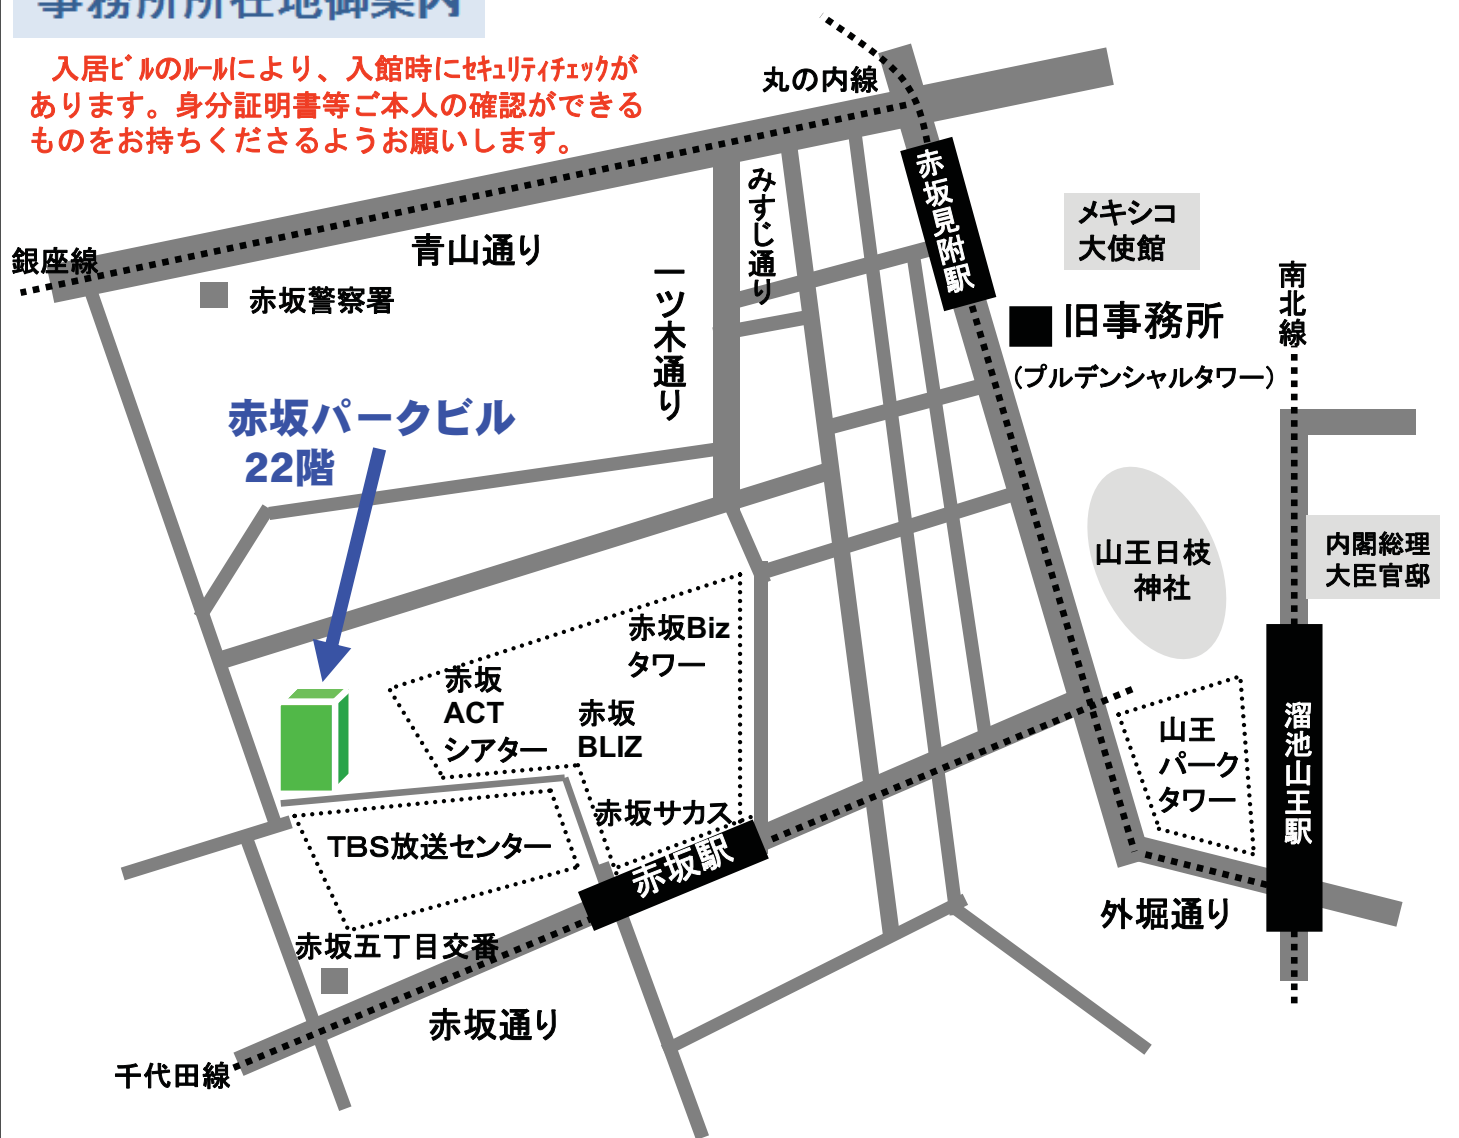 事務所所在地御案内
入居ﾋﾞﾙのﾙｰﾙにより、入館時にｾｷｭﾘﾃｨﾁｪｯｸが
あります。身分証明書等ご本人の確認ができる
ものをお持ちくださるようお願いします。
丸の内線
赤坂見附駅
みすじ通り
メキシコ
大使館
銀座線
青山通り
赤坂警察署
一ツ木通り
南北線
旧事務所
（プルデンシャルタワー）
赤坂パークビル
22階
山王日枝
神社
内閣総理
大臣官邸
赤坂Biz
タワー
赤坂
ACT
シアター
赤坂
BLIZ
山王
パーク
タワー
溜池山王駅
赤坂サカス
TBS放送センター
赤坂駅
外堀通り
赤坂五丁目交番
赤坂通り
千代田線